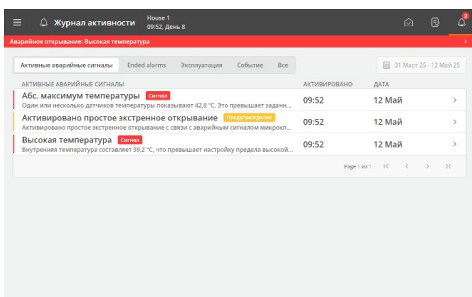 Журнал активности
House 1
09:52, День 8
2
Аварийное открывание: Высокая температура
Активные аварийные сигналы Ended alarms Эксплуатация Событие Все
31 Март 25 - 12 Май 25
АКТИВНЫЕ АВАРИЙНЫЕ СИГНАЛЫ АКТИВИРОВАНО ДАТА
Абс. максимум температуры Сигнал
Один или несколько датчиков температуры показывают 42,8 °C. Это превышает заданн...
09:52 12 Май
Активировано простое экстренное открывание Предупреждение
Активировано простое экстренное открывание с связи с аварийным сигналом микрокл...
09:52 12 Май
Высокая температура Сигнал
Внутренняя температура составляет 39,2 °C, что превышает настройку предела высокой...
09:52 12 Май
Page 1 из 1